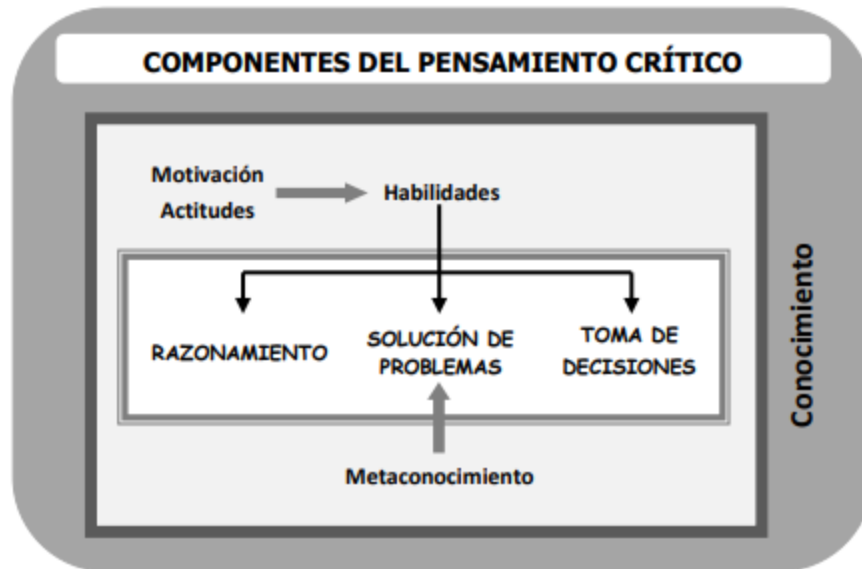 COMPONENTES DEL PENSAMIENTO CRÍTICO
Motivación
Actitudes
Habilidades
RAZONAMIENTO
SOLUCIÓN DE
PROBLEMAS
TOMA DE
DECISIONES
Metaconocimiento
Conocimiento